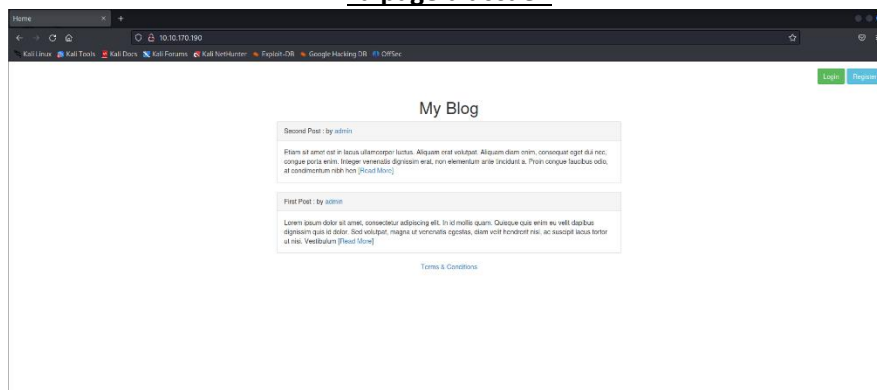 Home
10.10.170.190
Kali Linux Kali Tools Kali Docs Kali Forums Kali NetHunter Exploit-DB Google Hacking DB OffSec
Login Register
My Blog
Second Post : by admin
Etiam sit amet est in lacus ullamcorper luctus. Aliquam erat volutpat. Aliquam diam enim, consequat eget dui nec,
congue porta enim. Integer venenatis dignissim erat, non elementum ante tincidunt a. Proin congue faucibus odio,
at condimentum nibh hen [Read More]
First Post : by admin
Lorem ipsum dolor sit amet, consectetur adipiscing elit. In id mollis quam. Quisque quis enim eu velit dapibus
dignissim quis id dolor. Sed volutpat, magna ut venenatis egestas, diam velit hendrerit nisl, ac suscipit lacus tortor
ut nisi. Vestibulum [Read More]
Terms & Conditions